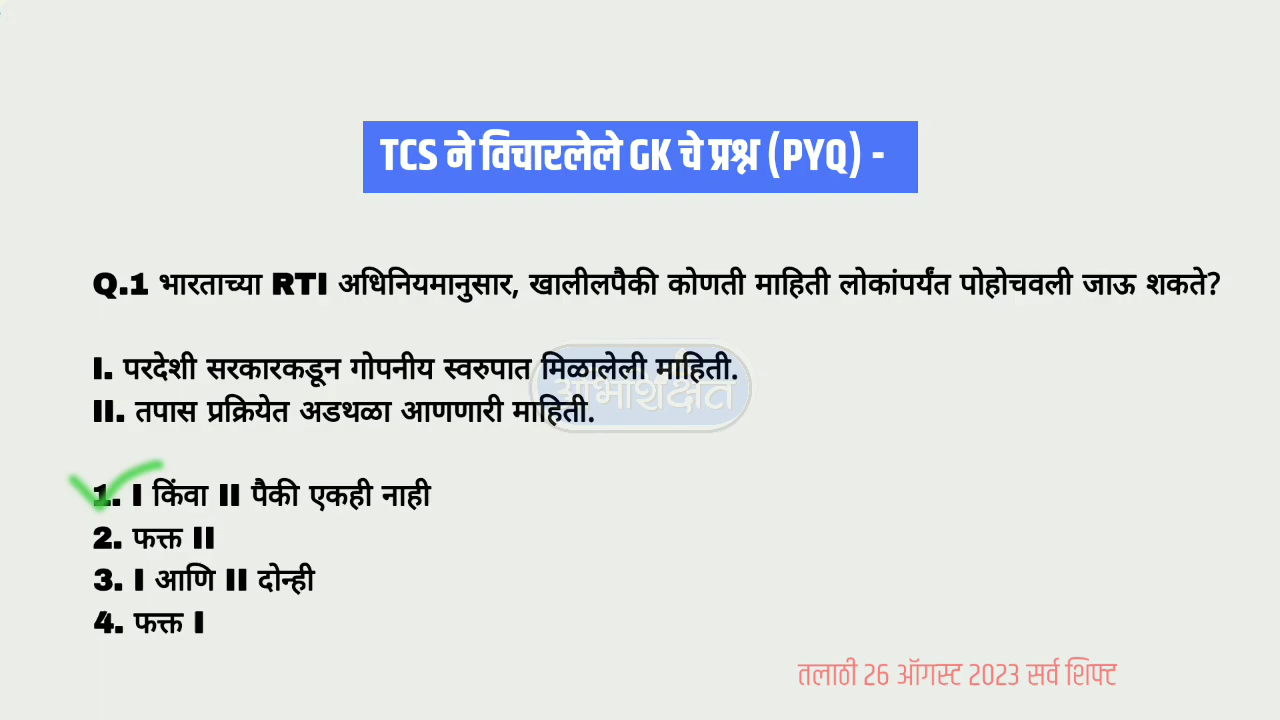 TCS ने विचारलेले GK चे प्रश्न (PYQ) -
Q.1 भारताच्या RTI अधिनियमानुसार, खालीलपैकी कोणती माहिती लोकांपर्यंत पोहोचवली जाऊ शकते?
I. परदेशी सरकारकडून गोपनीय स्वरुपात मिळालेली माहिती.
II. तपास प्रक्रियेत अडथळा आणणारी माहिती.
1. I किंवा II पैकी एकही नाही
2. फक्त II
3. I आणि II दोन्ही
4. फक्त I
तलाठी 26 ऑगस्ट 2023 सर्व शिफ्ट